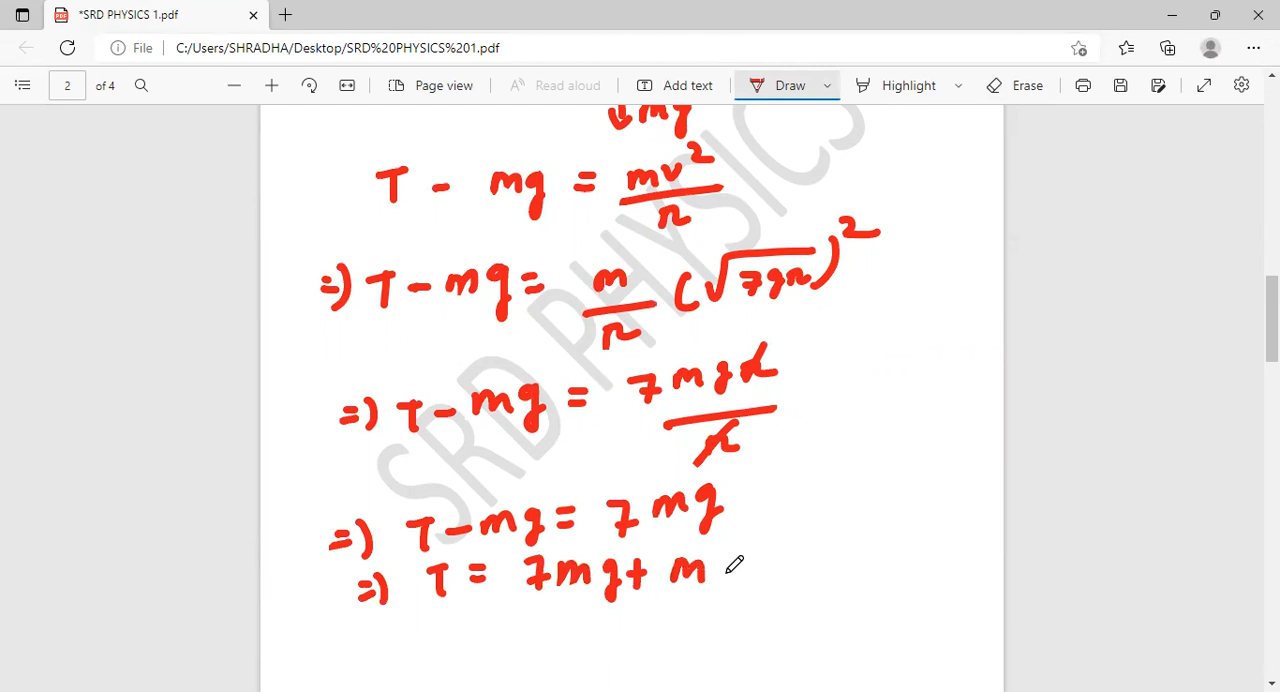 *SRD PHYSICS 1.pdf
File C:/Users/SHRADHA/Desktop/SRD%20PHYSICS%201.pdf
2 of 4 Page view Read aloud Add text Draw Highlight Erase
↓mg
T - mg = mv²/r
=) T - mg = m/r (√7gr)²
=) T - mg = 7mgr/r
=) T - mg = 7mg
=) T = 7mg + m
SRD PHYSICS